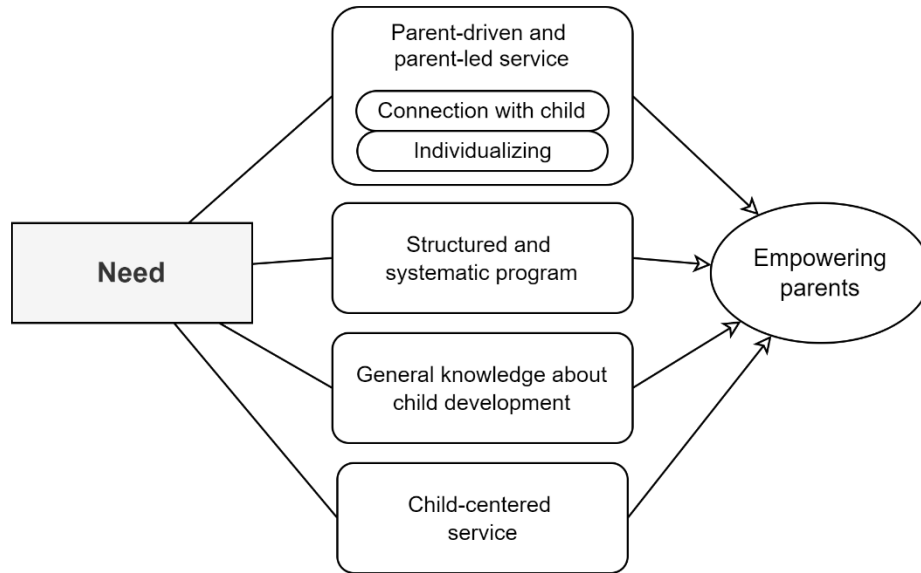 Parent-driven and
parent-led service
Connection with child
Individualizing
Need
Structured and
systematic program
Empowering
parents
General knowledge about
child development
Child-centered
service